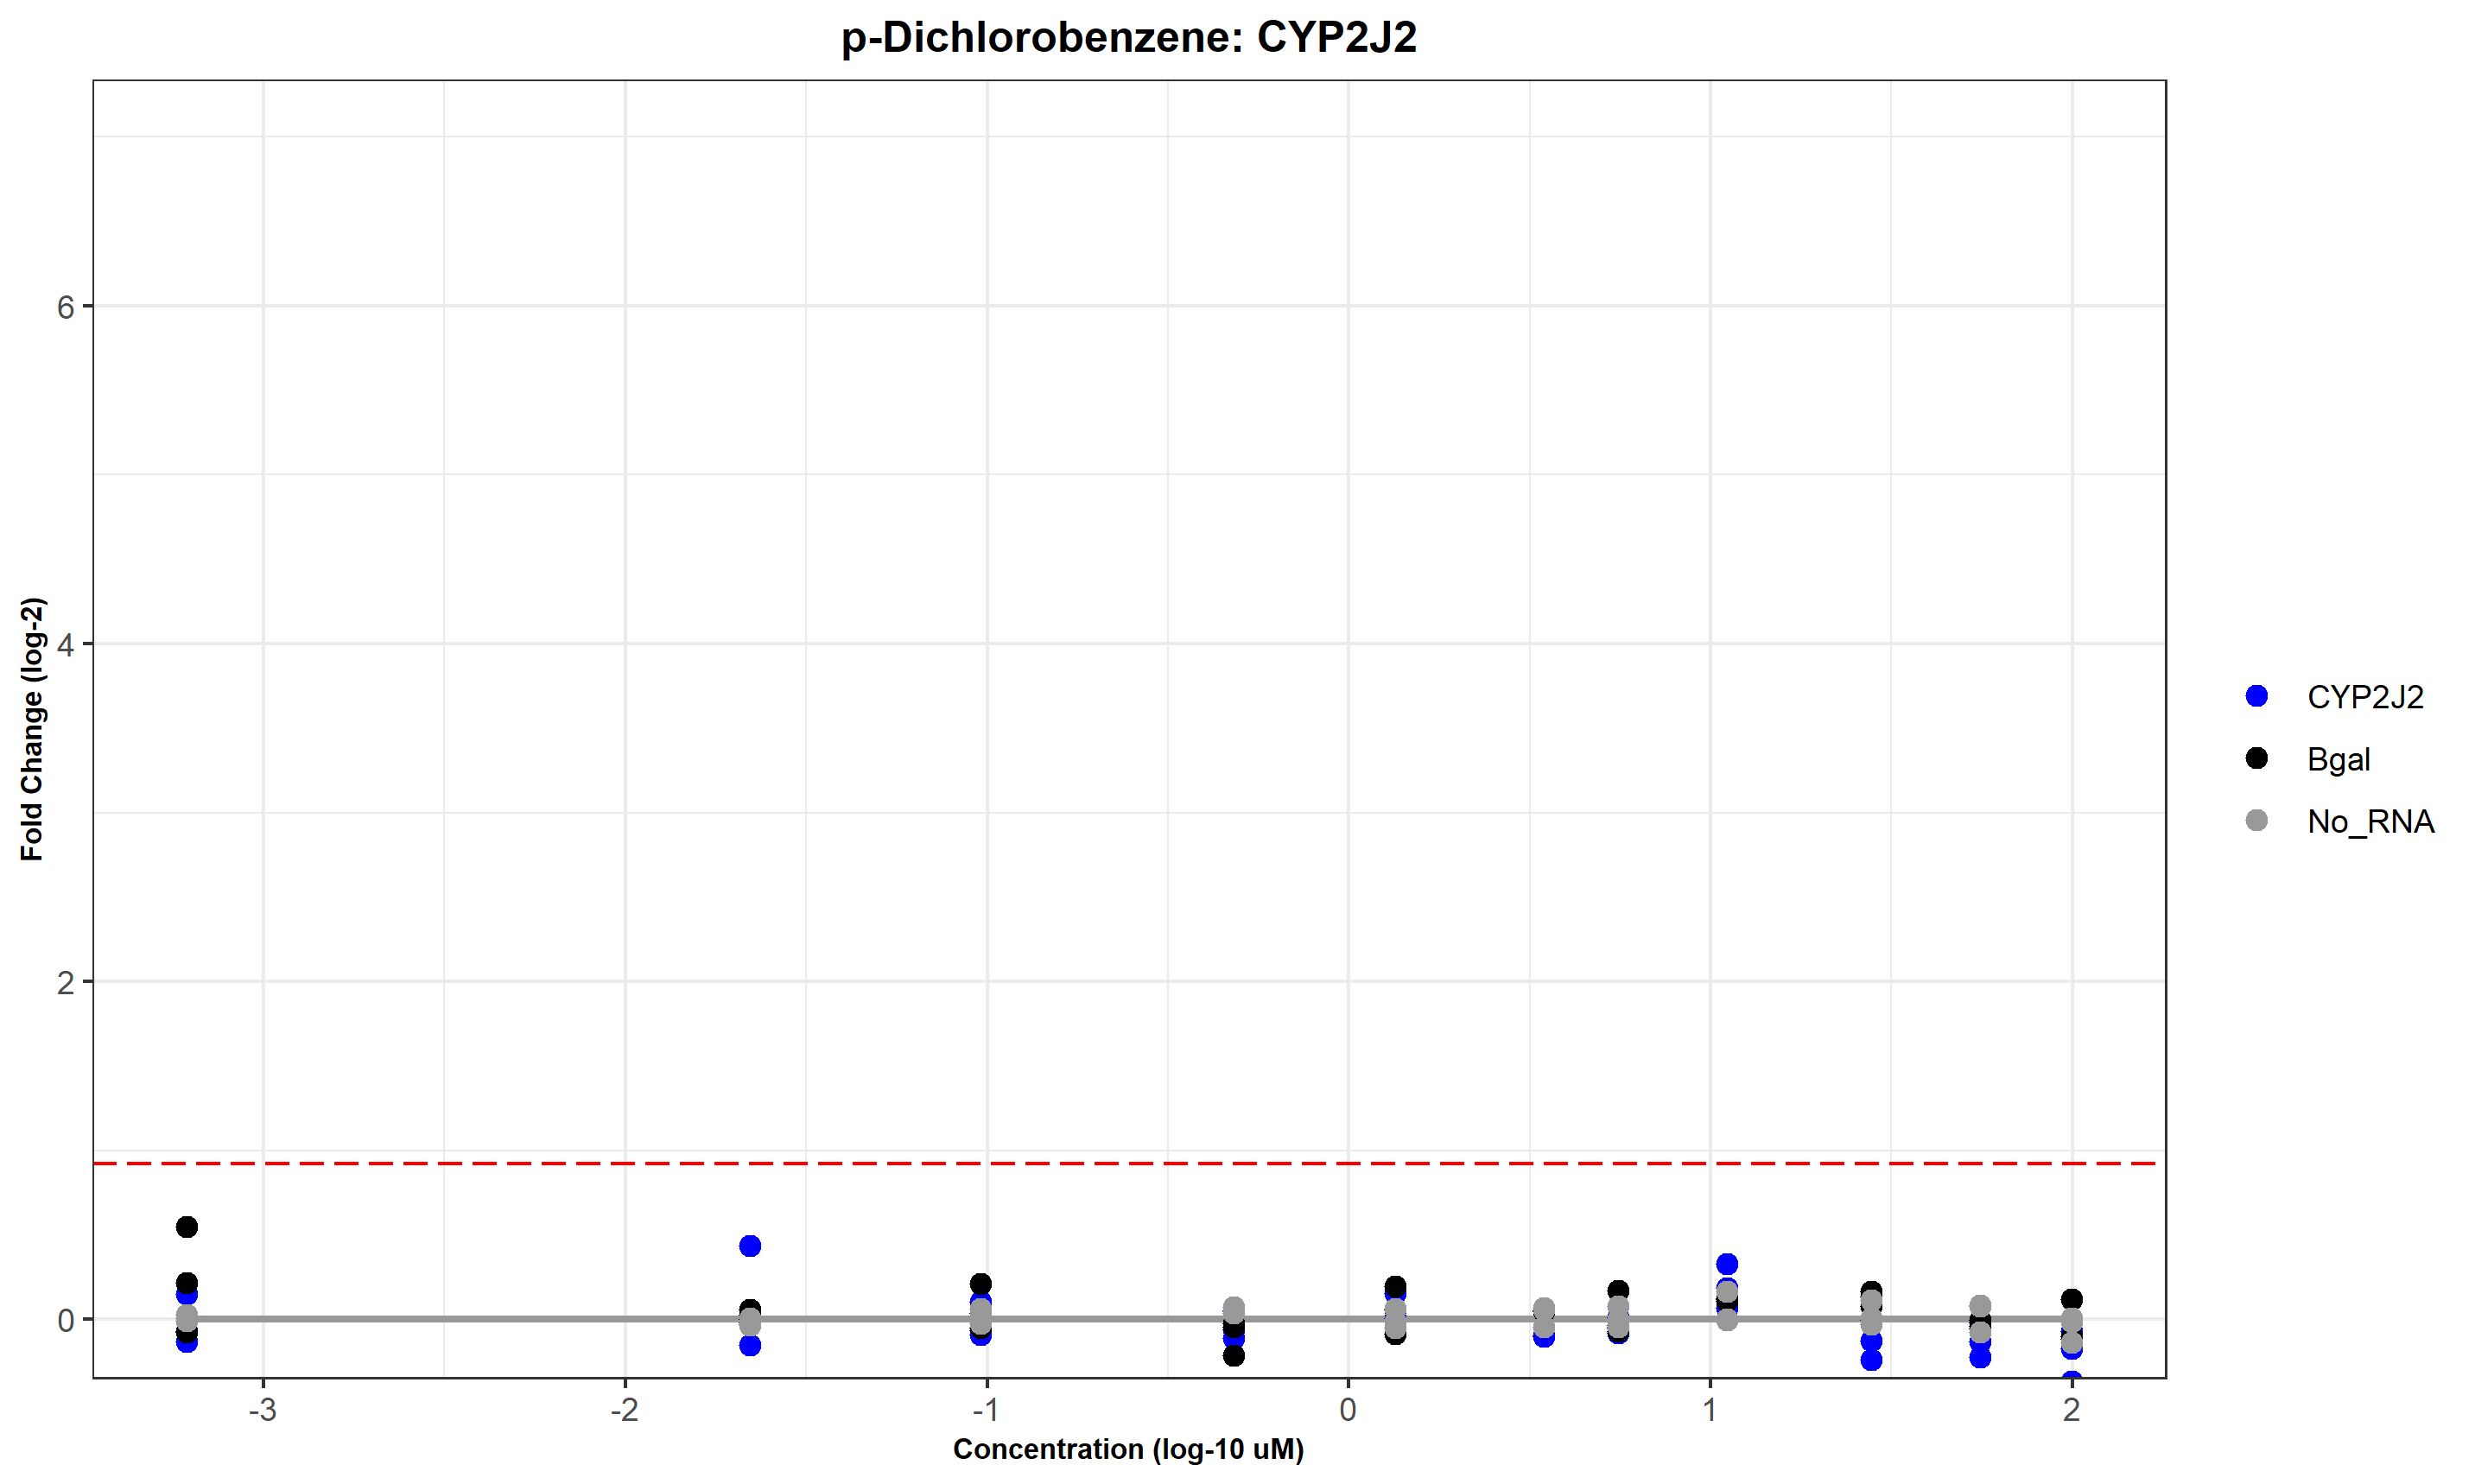 p-Dichlorobenzene: CYP2J2
Fold Change (log-2)
6
4
2
0
-3
-2
-1
0
1
2
Concentration (log-10 uM)
CYP2J2
Bgal
No_RNA